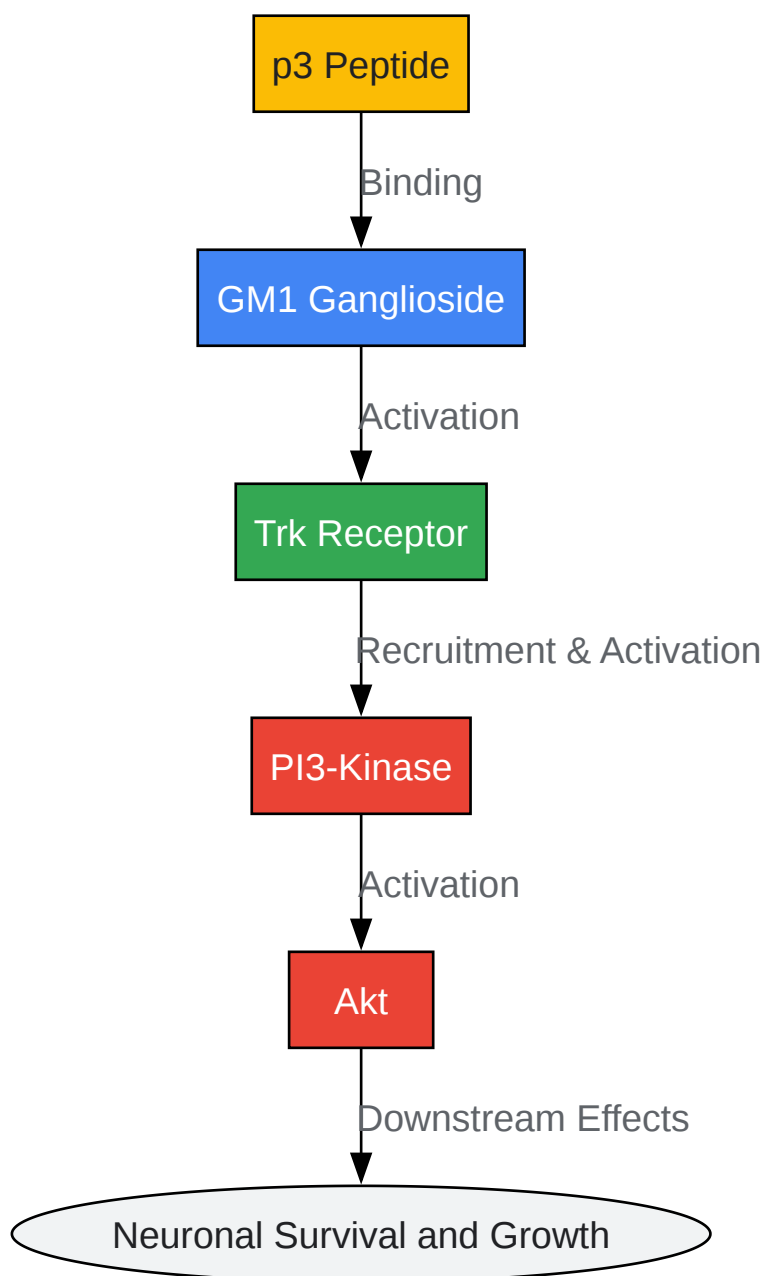 p3 Peptide
Binding
GM1 Ganglioside
Activation
Trk Receptor
Recruitment & Activation
PI3-Kinase
Activation
Akt
Downstream Effects
Neuronal Survival and Growth